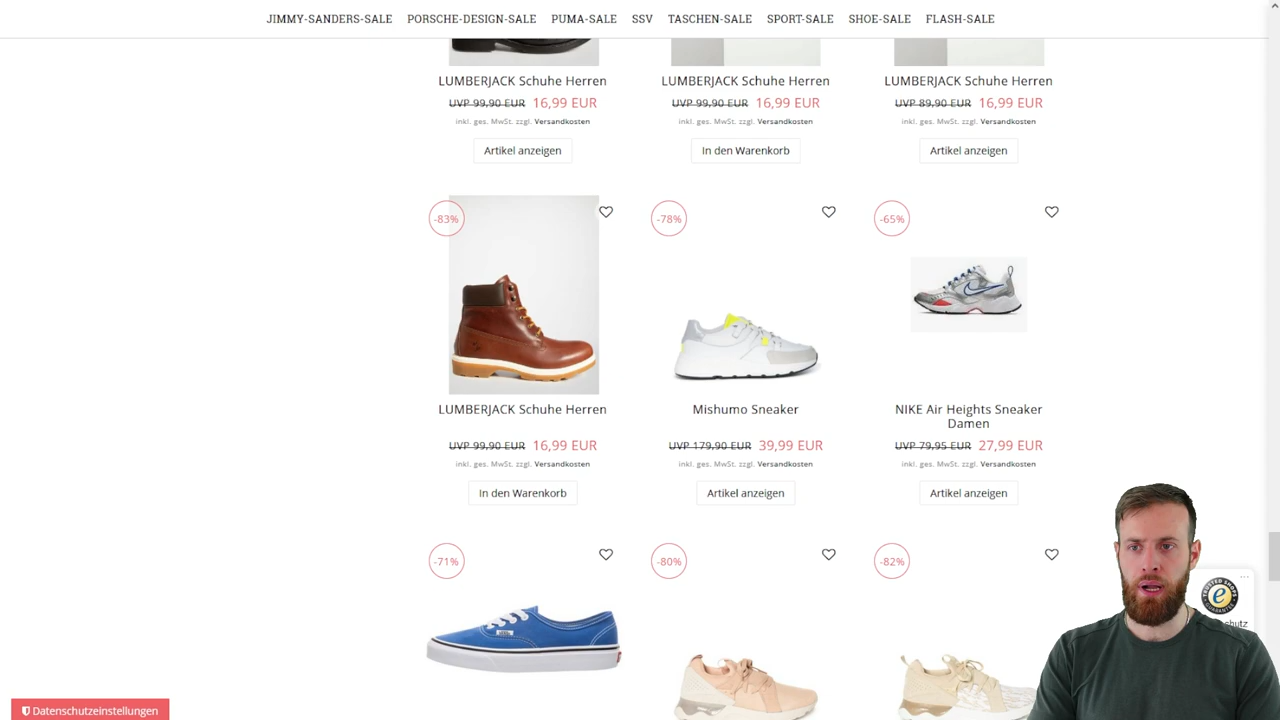 JIMMY-SANDERS-SALE PORSCHE-DESIGN-SALE PUMA-SALE SSV TASCHEN-SALE SPORT-SALE SHOE-SALE FLASH-SALE
LUMBERJACK Schuhe Herren
UVP 99,90 EUR 16,99 EUR
inkl. ges. MwSt. zzgl. Versandkosten
Artikel anzeigen
LUMBERJACK Schuhe Herren
UVP 99,90 EUR 16,99 EUR
inkl. ges. MwSt. zzgl. Versandkosten
In den Warenkorb
LUMBERJACK Schuhe Herren
UVP 89,90 EUR 16,99 EUR
inkl. ges. MwSt. zzgl. Versandkosten
Artikel anzeigen
-83%
LUMBERJACK Schuhe Herren
UVP 99,90 EUR 16,99 EUR
inkl. ges. MwSt. zzgl. Versandkosten
In den Warenkorb
-78%
Mishumo Sneaker
UVP 179,90 EUR 39,99 EUR
inkl. ges. MwSt. zzgl. Versandkosten
Artikel anzeigen
-65%
NIKE Air Heights Sneaker
Damen
UVP 79,95 EUR 27,99 EUR
inkl. ges. MwSt. zzgl. Versandkosten
Artikel anzeigen
-71%
-80%
-82%
TRUSTED SHOPS
e
GUARANTEE
Datenschutzeinstellungen